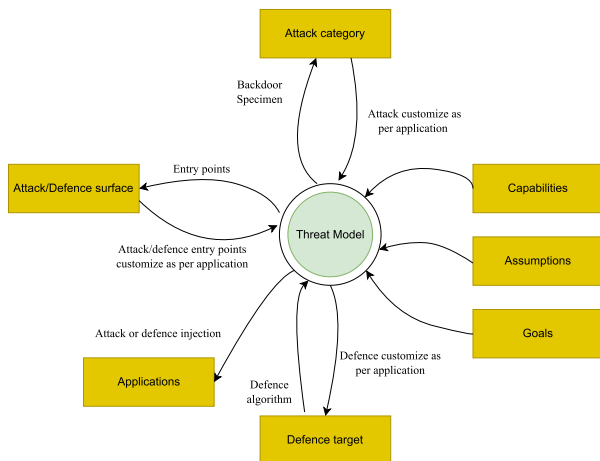 Attack category
Backdoor
Specimen
Attack customize as
per application
Entry points
Attack/Defence surface
Capabilities
Threat Model
Attack/defence entry points
customize as per application
Assumptions
Attack or defence injection
Goals
Defence customize as
per application
Applications
Defence
algorithm
Defence target